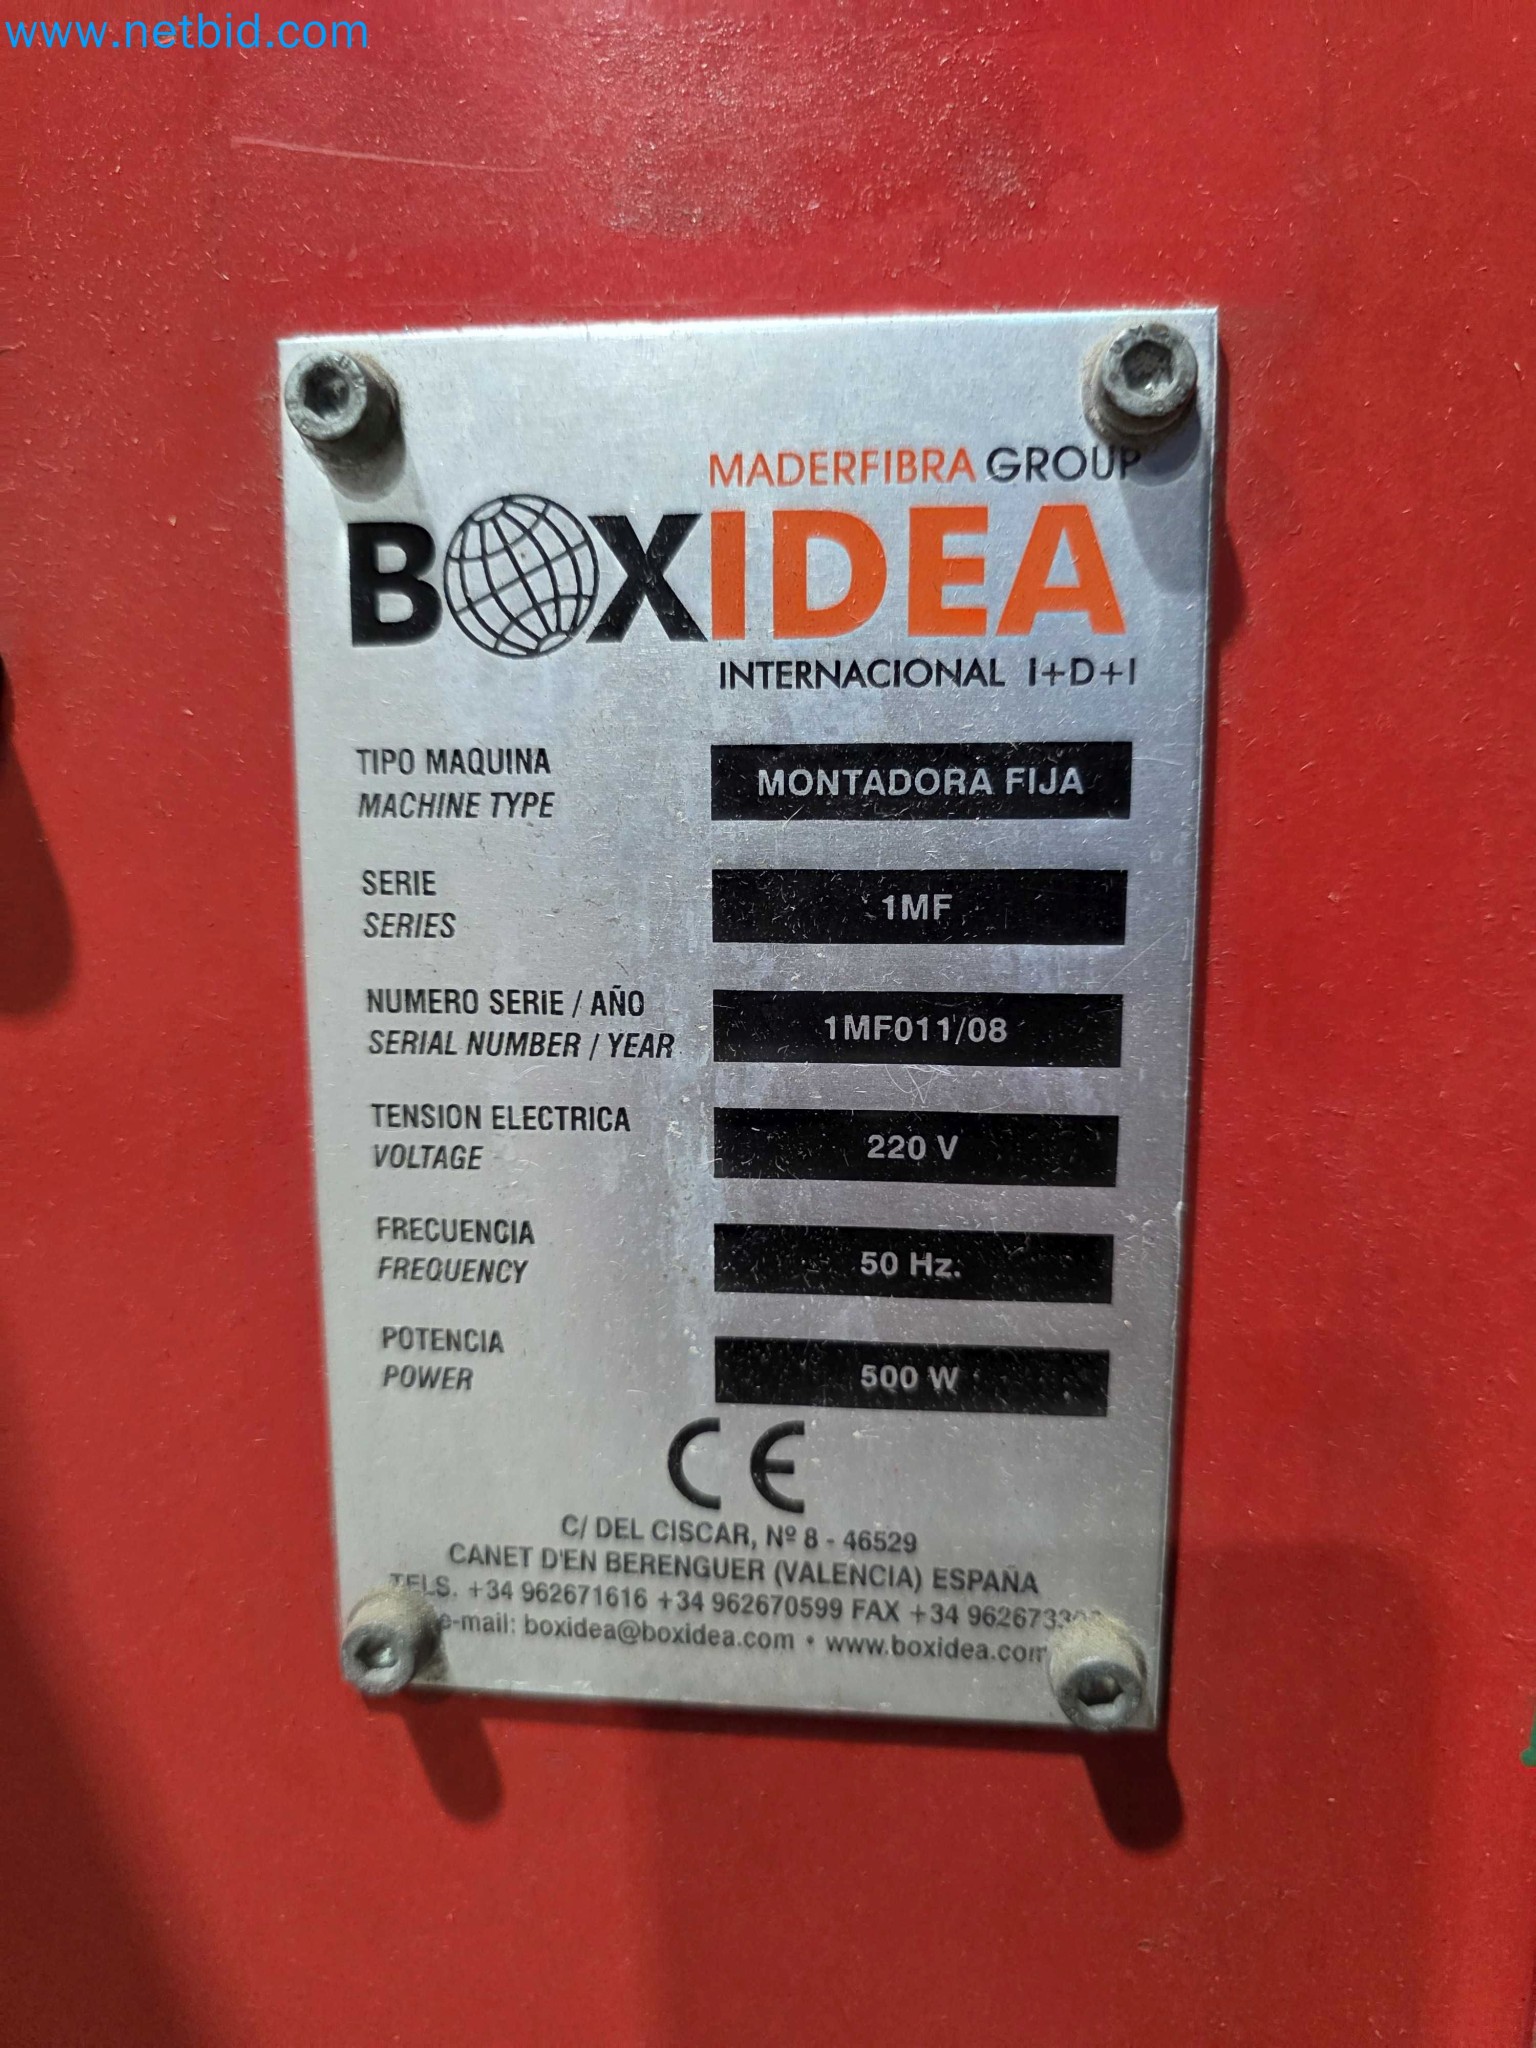 www.netbid.com
MADERFIBRA GROUP
BOXIDEA
INTERNACIONAL I+D+I
TIPO MAQUINA
MACHINE TYPE
MONTADORA FIJA
SERIE
SERIES
1MF
NUMERO SERIE / AÑO
SERIAL NUMBER / YEAR
1MF011/08
TENSION ELECTRICA
VOLTAGE
220 V
FRECUENCIA
FREQUENCY
50 Hz.
POTENCIA
POWER
500 W
CE
C/ DEL CISCAR, Nº 8 - 46529
CANET D'EN BERENGUER (VALENCIA) ESPAÑA
TELS. +34 962671616 +34 962670599 FAX +34
e-mail: boxidea@boxidea.com • www.boxidea.com